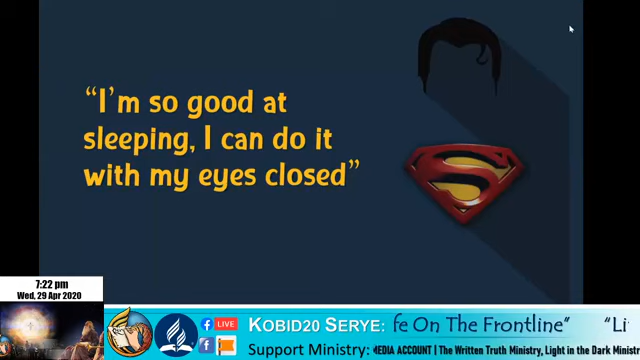 “I'm so good at
sleeping, I can do it
with my eyes closed”
7:22 pm
Wed, 29 Apr 2020
LIVE
KOBID20 SERYE: fe On The Frontline” “Li
Support Ministry: MEDIA ACCOUNT | The Written Truth Ministry, Light in the Dark Minis